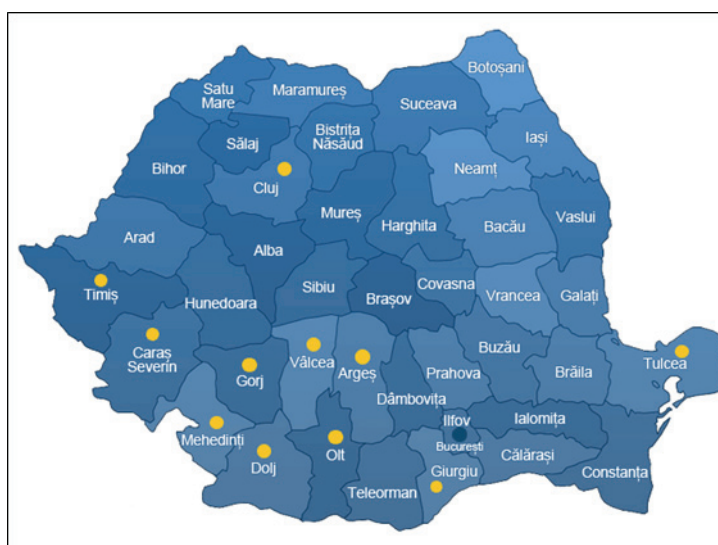 Botoșani
Satu
Mare
Maramureș
Suceava
Sălaj
Bistrița
Năsăud
Iași
Bihor
Cluj
Neamț
Mureș
Harghita
Bacău
Vaslui
Arad
Alba
Timiș
Hunedoara
Sibiu
Brașov
Covasna
Vrancea
Galați
Caraș
Severin
Gorj
Vâlcea
Argeș
Prahova
Buzău
Brăila
Tulcea
Dâmbovița
Mehedinți
Dolj
Olt
Ilfov
București
Ialomița
Teleorman
Giurgiu
Călărași
Constanța